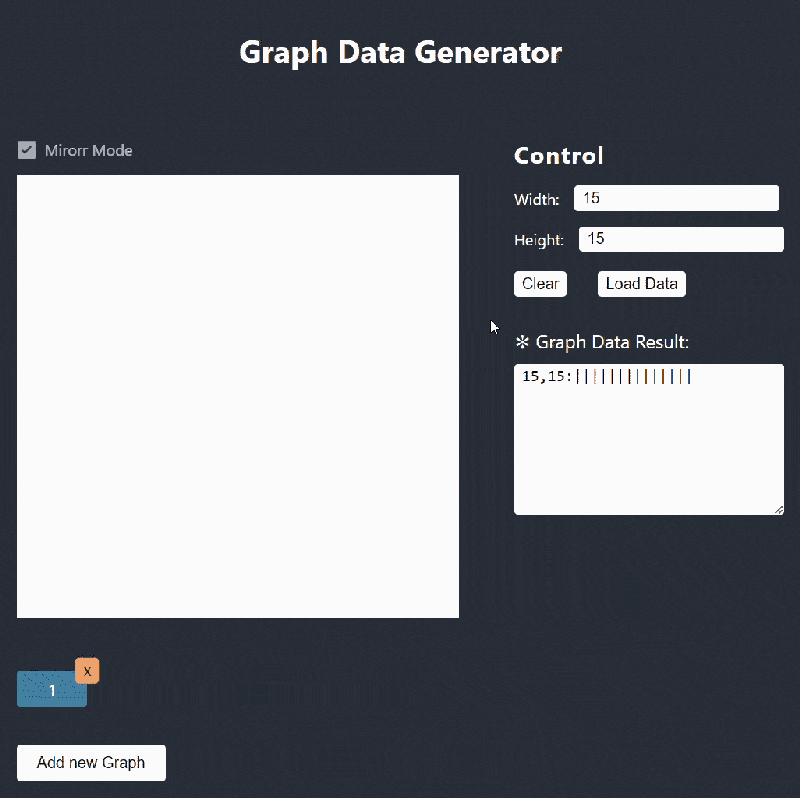 Graph Data Generator
Mirorr Mode
Control
Width: 15
Height: 15
Clear Load Data
✻ Graph Data Result:
15,15:||||||||||||||
X
1
Add new Graph